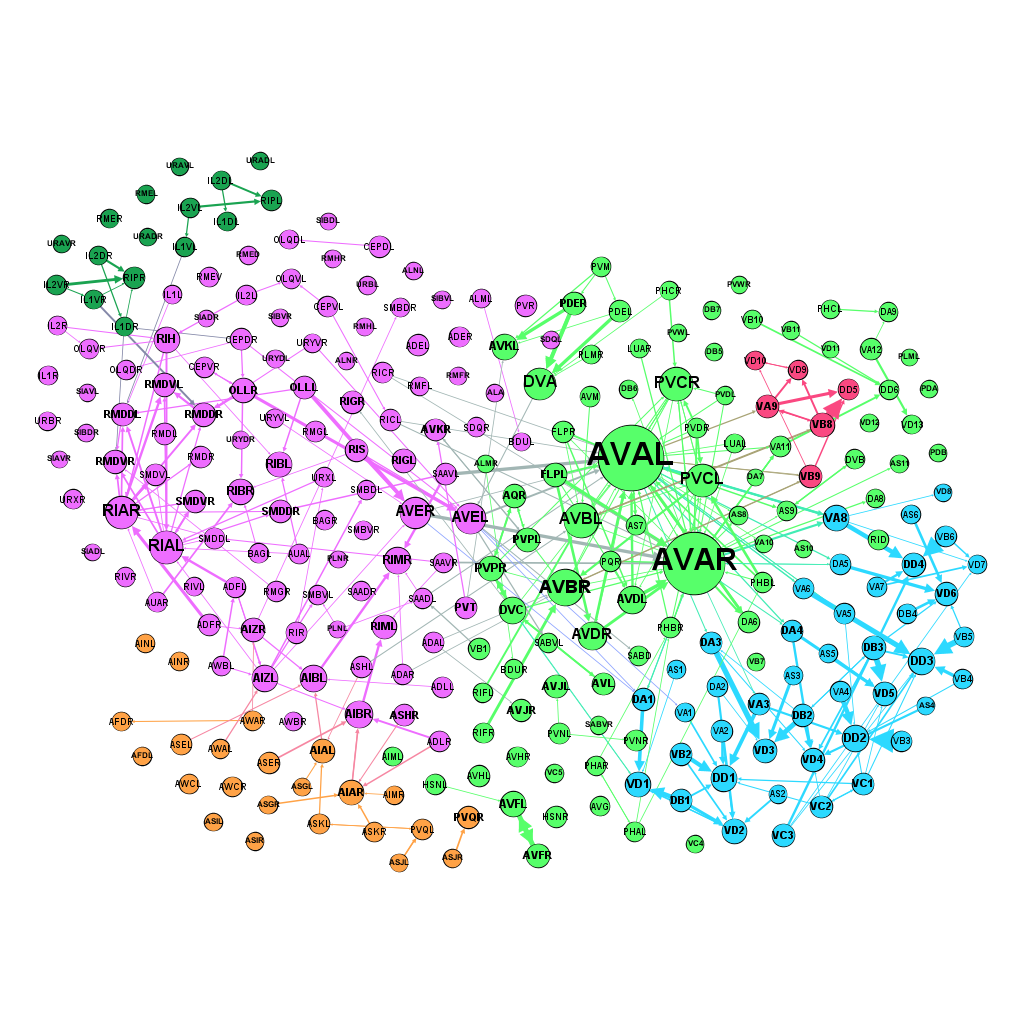 URADL
URAVL
IL2DL
RMEL
RIPL
IL2VL
RMER
IL1DL
SIBDL
URADR
URAVR
IL1VL
OLQDL
CEPDL
RMED
IL2DR
RMHR
PVM
ALNL
RMEV
RIPR
OLQVL
IL2VR
URBL
PVWR
PHCR
IL1L
IL2L
IL1VR
SIBVL
ALML
PVR
PDER
CEPVL
SMBDR
PDEL
DB7
PHCL
DA9
SIADR
SIBVR
VB10
IL2R
IL1DR
RMHL
VB11
PVWL
RIH
CEPDR
ADER
SDQL
URYVR
ADEL
AVKL
LUAR
OLQVR
DB5
VD11
VA12
PLML
PLMR
URYDL
ALNR
VD10
CEPVR
OLQDR
RICR
VD9
IL1R
RMDVL
RMFR
DVA
PVCR
OLLR
OLLL
RMFL
DB6
DD5
DD6
PDA
SIAVL
ALA
AVM
PVDL
RIGR
VA9
RMDDL
RMDDR
URYVL
URBR
RICL
VB8
VD12
VD13
SIBDR
RMDL
RMGL
AVKR
SDQR
FLPR
PVDR
URYDR
BDUL
LUAL
VA11
RIS
AVAL
PDB
SIAVR
RMDVR
RMDR
RIBL
RIGL
ALMR
DVB
AS11
SMDVL
URXL
SAAVL
FLPL
PVCL
DA7
VB9
RIBR
SMBDL
URXR
AQR
DA8
VD8
SMDVR
RIAR
SMDDR
AVER
AVEL
AVBL
AS8
AS9
AS6
BAGR
VA8
AS7
SMBVR
PVPL
SMDDL
RID
VB6
RIAL
VA10
AS10
SIADL
BAGL
AUAL
PLNR
RIMR
SAAVR
PQR
AVAR
DA5
DD4
VD7
PVPR
RIVR
RIVL
ADFL
RMGR
SAADR
AVBR
PHBL
VA6
VA7
SMBVL
SAADL
AVDL
VD6
AUAR
PVT
DVC
DA6
VA5
DB4
ADFR
AIZR
RIR
PLNL
RIML
PHBR
DA4
AVDR
VB5
AINL
ADAL
VB1
SABVL
DB3
AINR
SABD
DA3
AS5
DD3
AWBL
ASHL
VB7
BDUR
AS1
AIZL
AIBL
ADAR
AS3
VB4
ADLL
RIFL
AVJL
AVL
DA2
VA4
VD5
DA1
VA3
AS4
AVJR
AFDR
AWAR
AWBR
AIBR
ASHR
VA1
DB2
SABVR
VA2
RIFR
PVNL
DD2
ASEL
ADLR
PVNR
VB3
AWAL
AIAL
VB2
VD3
AFDL
AIML
AVHR
VD4
ASER
PHAR
VC5
AVHL
DD1
AWCL
AWCR
ASGL
HSNL
VD1
VC1
AIAR
AIMR
AS2
ASGR
AVFL
AVG
DB1
VC2
ASIL
ASKL
HSNR
PVQR
ASKR
PVQL
PHAL
VD2
VC3
ASIR
VC4
AVFR
ASJR
ASJL